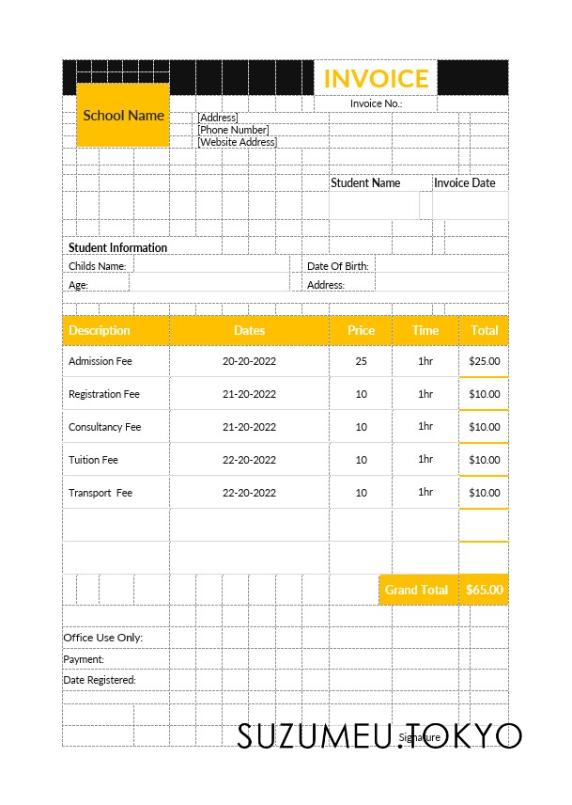 INVOICE
Invoice No.:
School Name
[Address]
[Phone Number]
[Website Address]
Student Name Invoice Date
Student Information
Childs Name: Date Of Birth:
Age: Address:
Description Dates Price Time Total
Admission Fee 20-20-2022 25 1hr $25.00
Registration Fee 21-20-2022 10 1hr $10.00
Consultancy Fee 21-20-2022 10 1hr $10.00
Tuition Fee 22-20-2022 10 1hr $10.00
Transport Fee 22-20-2022 10 1hr $10.00
Grand Total $65.00
Office Use Only:
Payment:
Date Registered:
Signature
SUZUMEU.TOKYO